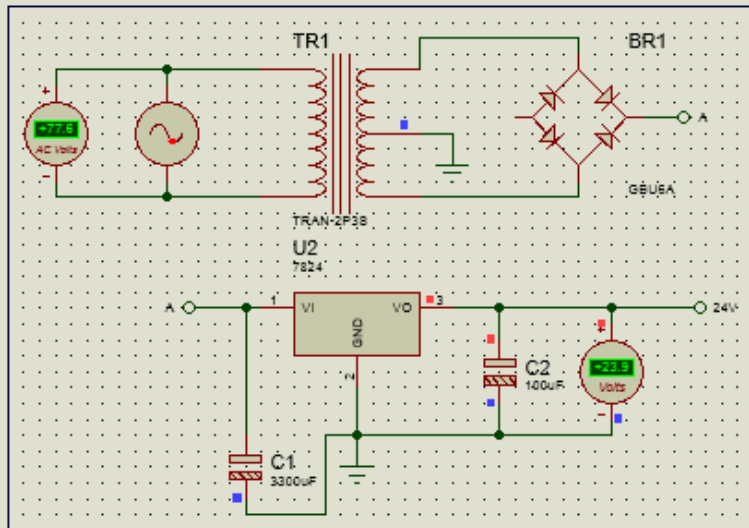 TR1
BR1
+
+77.6
AC Volts
-
A
GBU6A
TRAN-2P3S
U2
7824
A
1
VI
VO
3
24V
GND
2
C2
100uF
+
+23.9
Volts
-
C1
3300uF